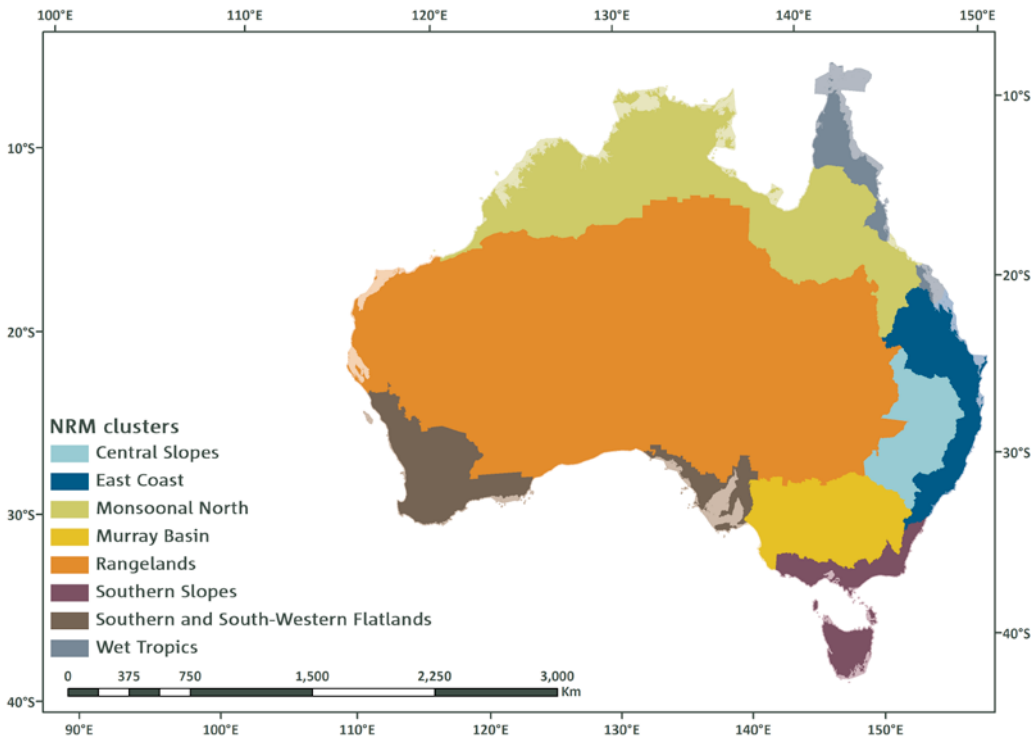 100°E 110°E 120°E 130°E 140°E 150°E
10°S
10°S
20°S
20°S
NRM clusters
Central Slopes
East Coast
30°S
Monsoonal North
30°S
Murray Basin
Rangelands
Southern Slopes
Southern and South-Western Flatlands
40°S
Wet Tropics
0 375 750 1,500 2,250 3,000
Km
40°S
90°E 100°E 110°E 120°E 130°E 140°E 150°E